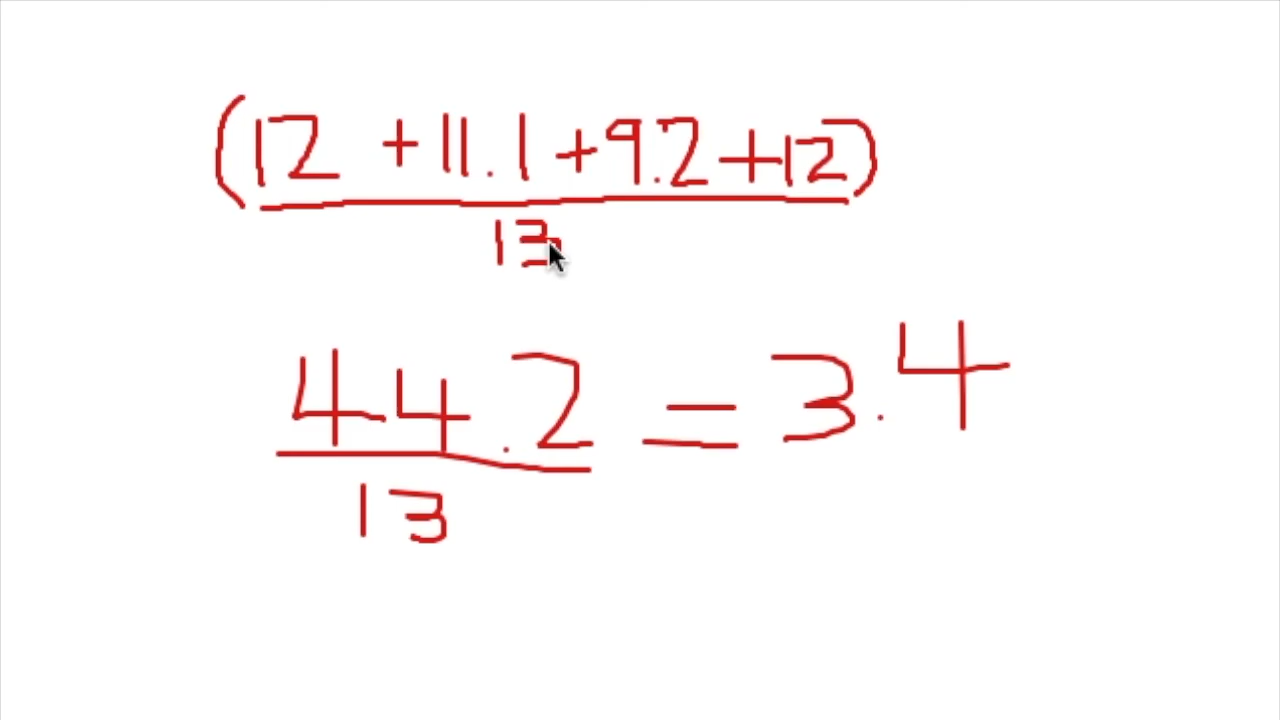 (12 + 11.1 + 9.2 + 12)
13
44.2 = 3.4
13